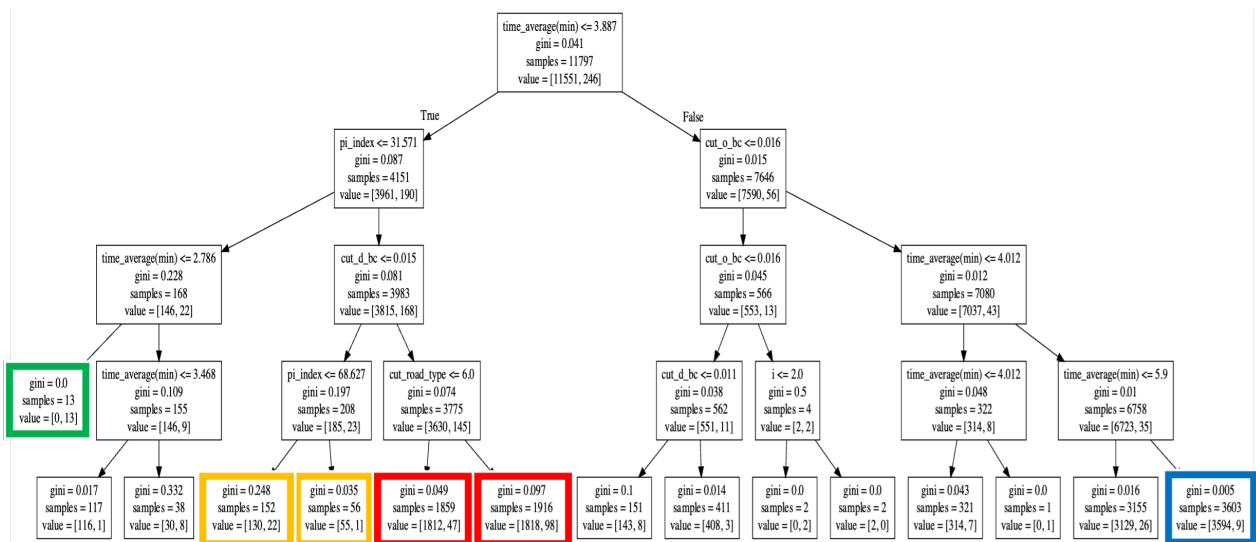 time_average(min) <= 3.887
gini = 0.041
samples = 11797
value = [11551, 246]
True
False
pi_index <= 31.571
gini = 0.087
samples = 4151
value = [3961, 190]
cut_o_bc <= 0.016
gini = 0.015
samples = 7646
value = [7590, 56]
time_average(min) <= 2.786
gini = 0.228
samples = 168
value = [146, 22]
cut_d_bc <= 0.015
gini = 0.081
samples = 3983
value = [3815, 168]
cut_o_bc <= 0.016
gini = 0.045
samples = 566
value = [553, 13]
time_average(min) <= 4.012
gini = 0.012
samples = 7080
value = [7037, 43]
gini = 0.0
samples = 13
value = [0, 13]
time_average(min) <= 3.468
gini = 0.109
samples = 155
value = [146, 9]
pi_index <= 68.627
gini = 0.197
samples = 208
value = [185, 23]
cut_road_type <= 6.0
gini = 0.074
samples = 3775
value = [3630, 145]
cut_d_bc <= 0.011
gini = 0.038
samples = 562
value = [551, 11]
i <= 2.0
gini = 0.5
samples = 4
value = [2, 2]
time_average(min) <= 4.012
gini = 0.048
samples = 322
value = [314, 8]
time_average(min) <= 5.9
gini = 0.01
samples = 6758
value = [6723, 35]
gini = 0.017
samples = 117
value = [116, 1]
gini = 0.332
samples = 38
value = [30, 8]
gini = 0.248
samples = 152
value = [130, 22]
gini = 0.035
samples = 56
value = [55, 1]
gini = 0.049
samples = 1859
value = [1812, 47]
gini = 0.097
samples = 1916
value = [1818, 98]
gini = 0.1
samples = 151
value = [143, 8]
gini = 0.014
samples = 411
value = [408, 3]
gini = 0.0
samples = 2
value = [0, 2]
gini = 0.0
samples = 2
value = [2, 0]
gini = 0.043
samples = 321
value = [314, 7]
gini = 0.0
samples = 1
value = [0, 1]
gini = 0.016
samples = 3155
value = [3129, 26]
gini = 0.005
samples = 3603
value = [3594, 9]